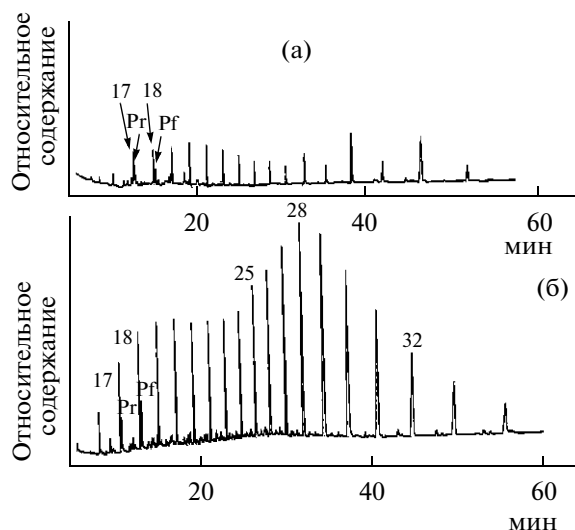 Относительное
содержание
(а)
17
18
Pr
Pf
20
40
60
мин
Относительное
содержание
(б)
17
18
Pr
Pf
25
28
32
20
40
60
мин